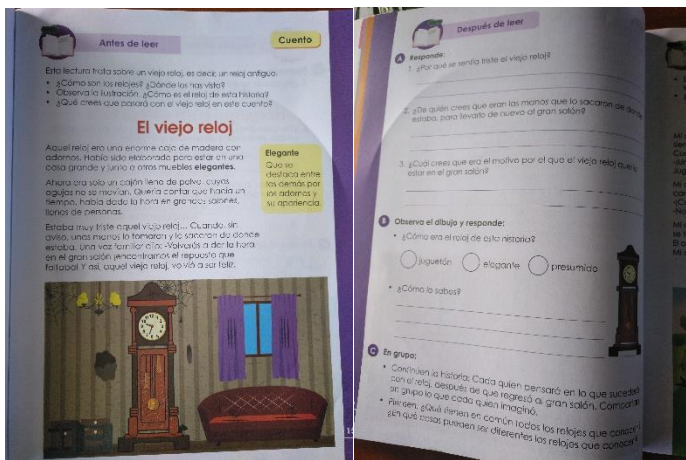 Antes de leer
Cuento
Esta lectura trata sobre un viejo reloj, es decir, un reloj antiguo.
• ¿Cómo son los relojes? ¿Dónde los has visto?
• Observa la ilustración. ¿Cómo es el reloj de esta historia?
• ¿Qué crees que pasará con el viejo reloj en este cuento?
El viejo reloj
Aquel reloj era una enorme caja de madera con
adornos. Había sido elaborado para estar en una
casa grande y junto a otros muebles elegantes.
Ahora era solo un cajón lleno de polvo, cuyas
agujas no se movían. Quería contar que hacía un
tiempo, había dado la hora en grandes salones,
llenos de personas.
Estaba muy triste aquel viejo reloj... Cuando, sin
aviso, unas manos lo tomaron y lo sacaron de donde
estaba. Una voz familiar dijo: -Volverás a dar la hora
en el gran salón ¡encontramos el repuesto que
faltaba! Y así, aquel viejo reloj, volvió a ser feliz.
Elegante
Que se
destaca entre
los demás por
los adornos y
su apariencia.
15
Después de leer
A Responde:
1. ¿Por qué se sentía triste el viejo reloj?
2. ¿De quién crees que eran las manos que lo sacaron de donde
estaba, para llevarlo de nuevo al gran salón?
3. ¿Cuál crees que era el motivo por el que el viejo reloj quería
estar en el gran salón?
B Observa el dibujo y responde:
• ¿Cómo era el reloj de esta historia?
juguetón elegante presumido
• ¿Cómo lo sabes?
C En grupo:
• Continúen la historia: Cada quien pensará en lo que sucederá
con el reloj, después de que regresó al gran salón. Compartan
en grupo lo que cada quien imaginó.
• Piensen, ¿Qué tienen en común todos los relojes que conocen?
¿En qué cosas pueden ser diferentes los relojes que conocen?